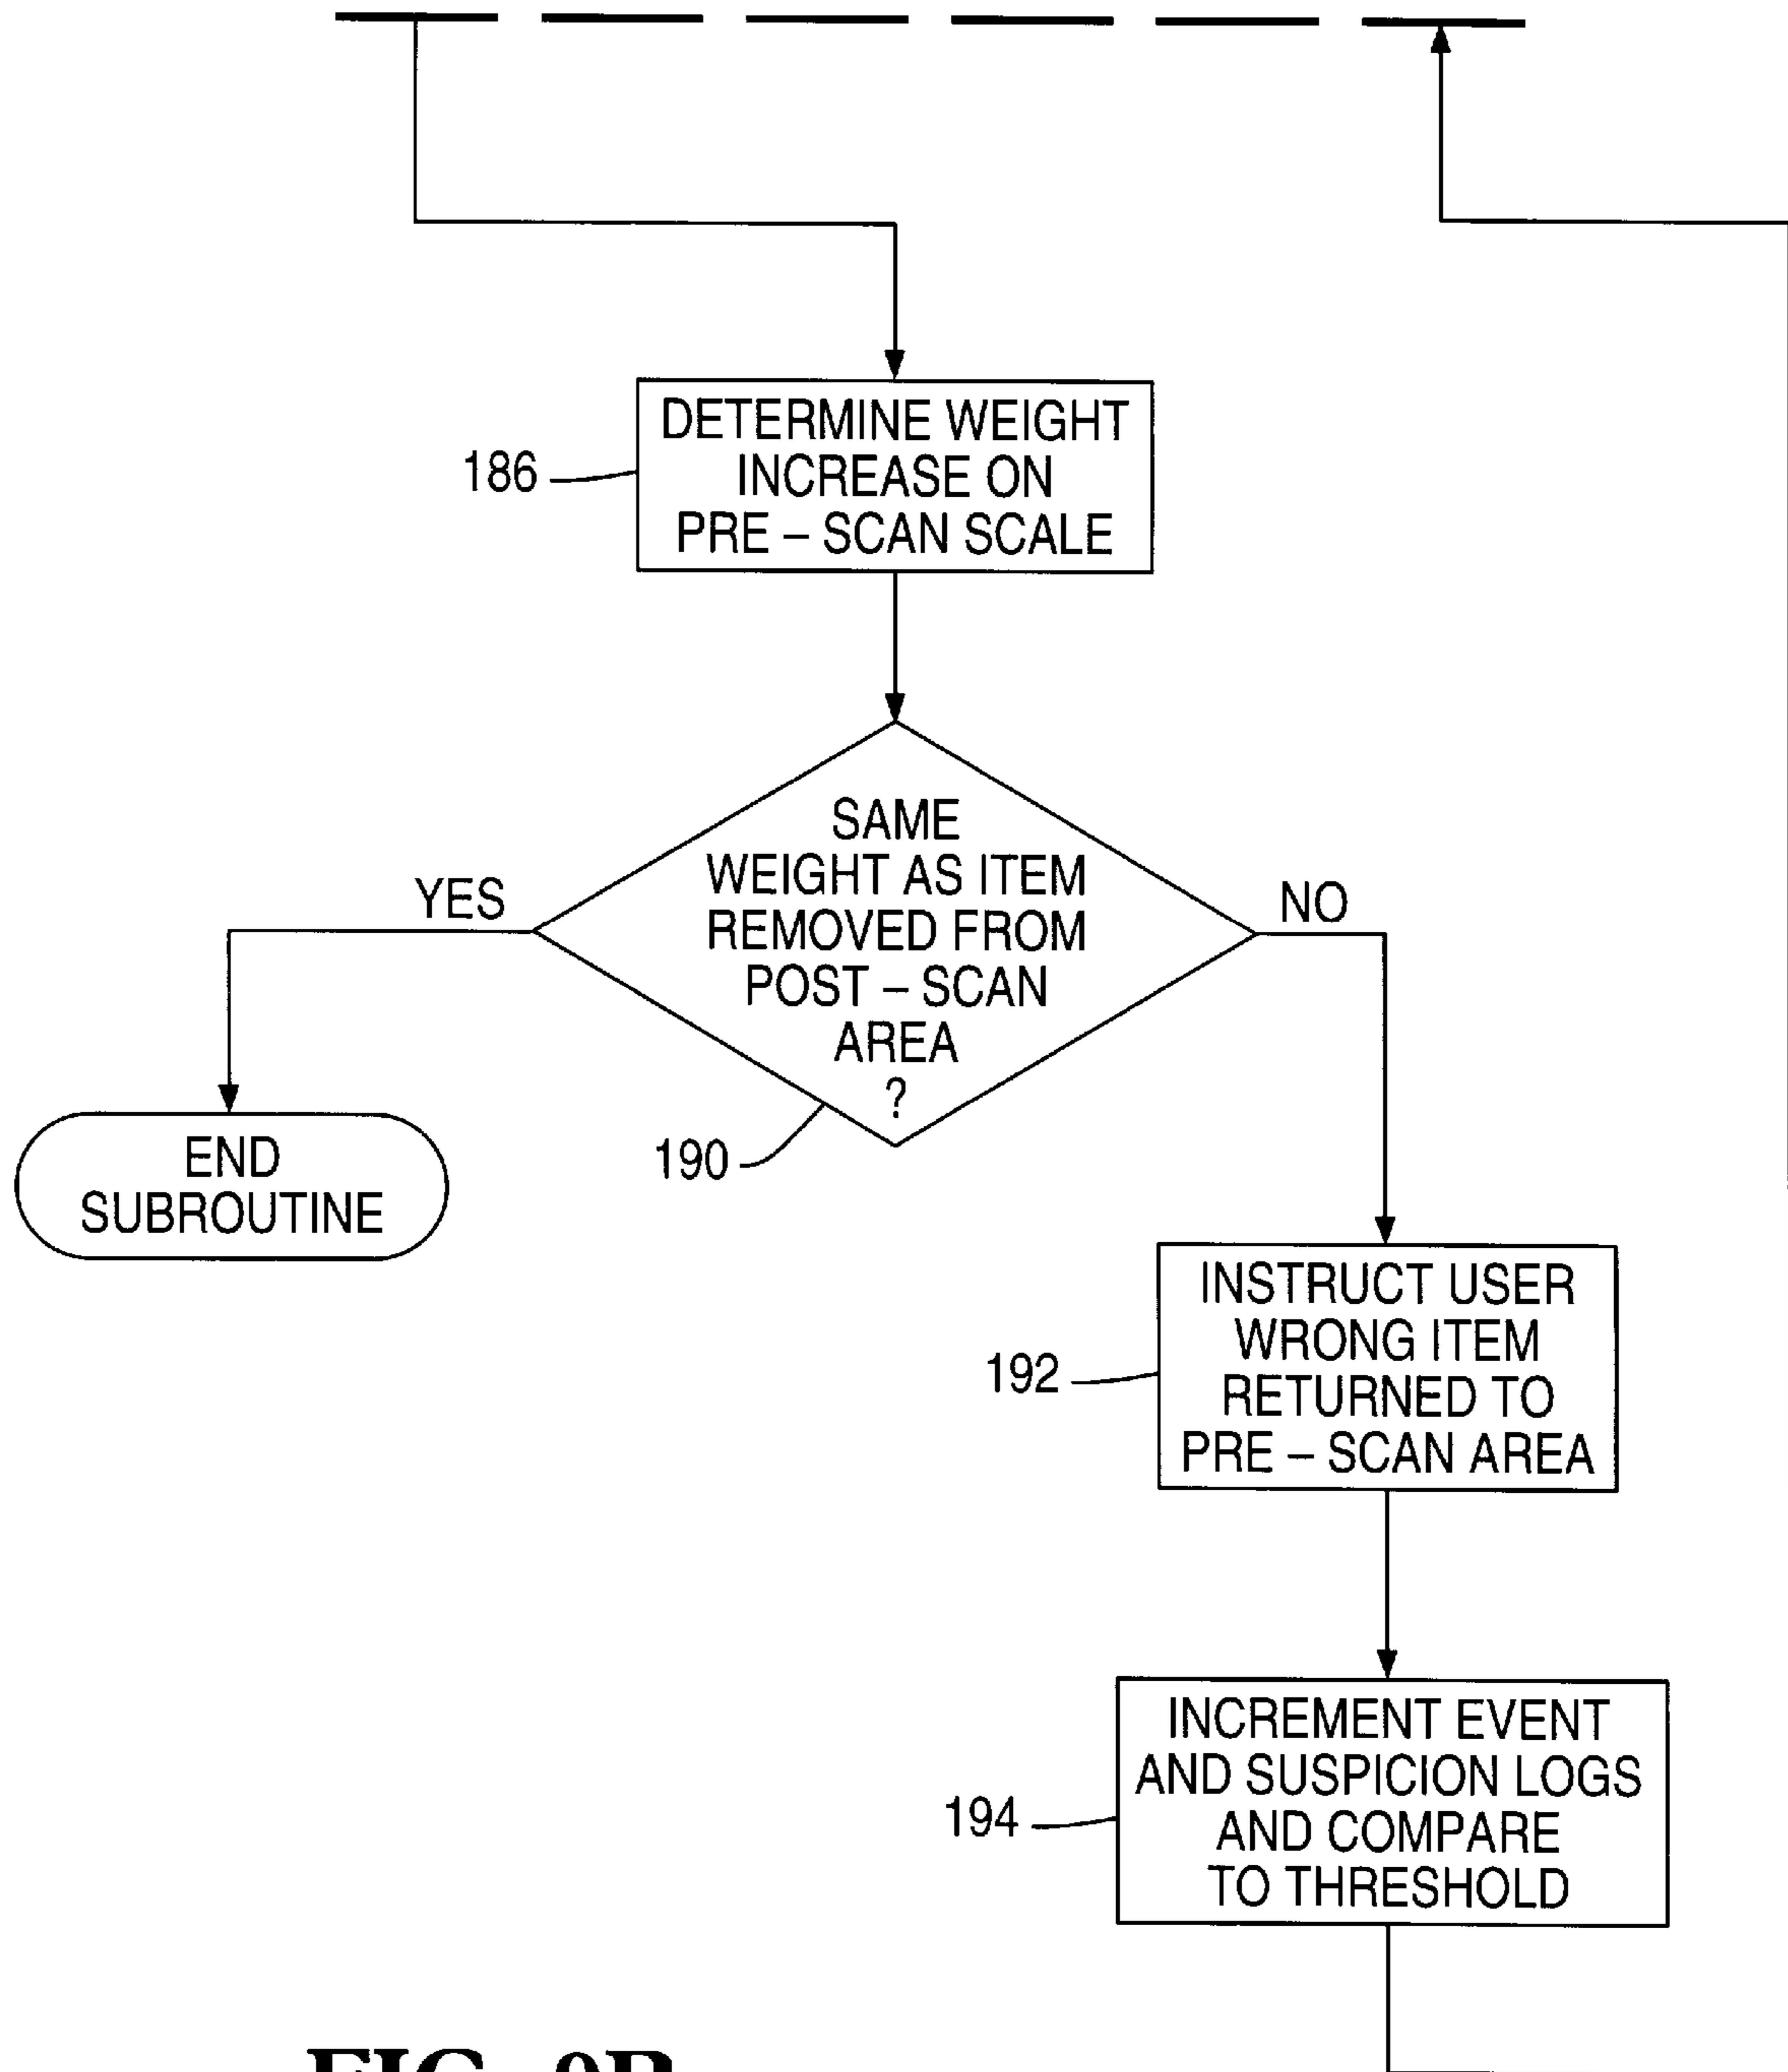 DETERMINE WEIGHT
INCREASE ON
PRE – SCAN SCALE
186
SAME
WEIGHT AS ITEM
REMOVED FROM
POST – SCAN
AREA
?
YES
NO
190
END
SUBROUTINE
INSTRUCT USER
WRONG ITEM
RETURNED TO
PRE – SCAN AREA
192
INCREMENT EVENT
AND SUSPICION LOGS
AND COMPARE
TO THRESHOLD
194
FIG.